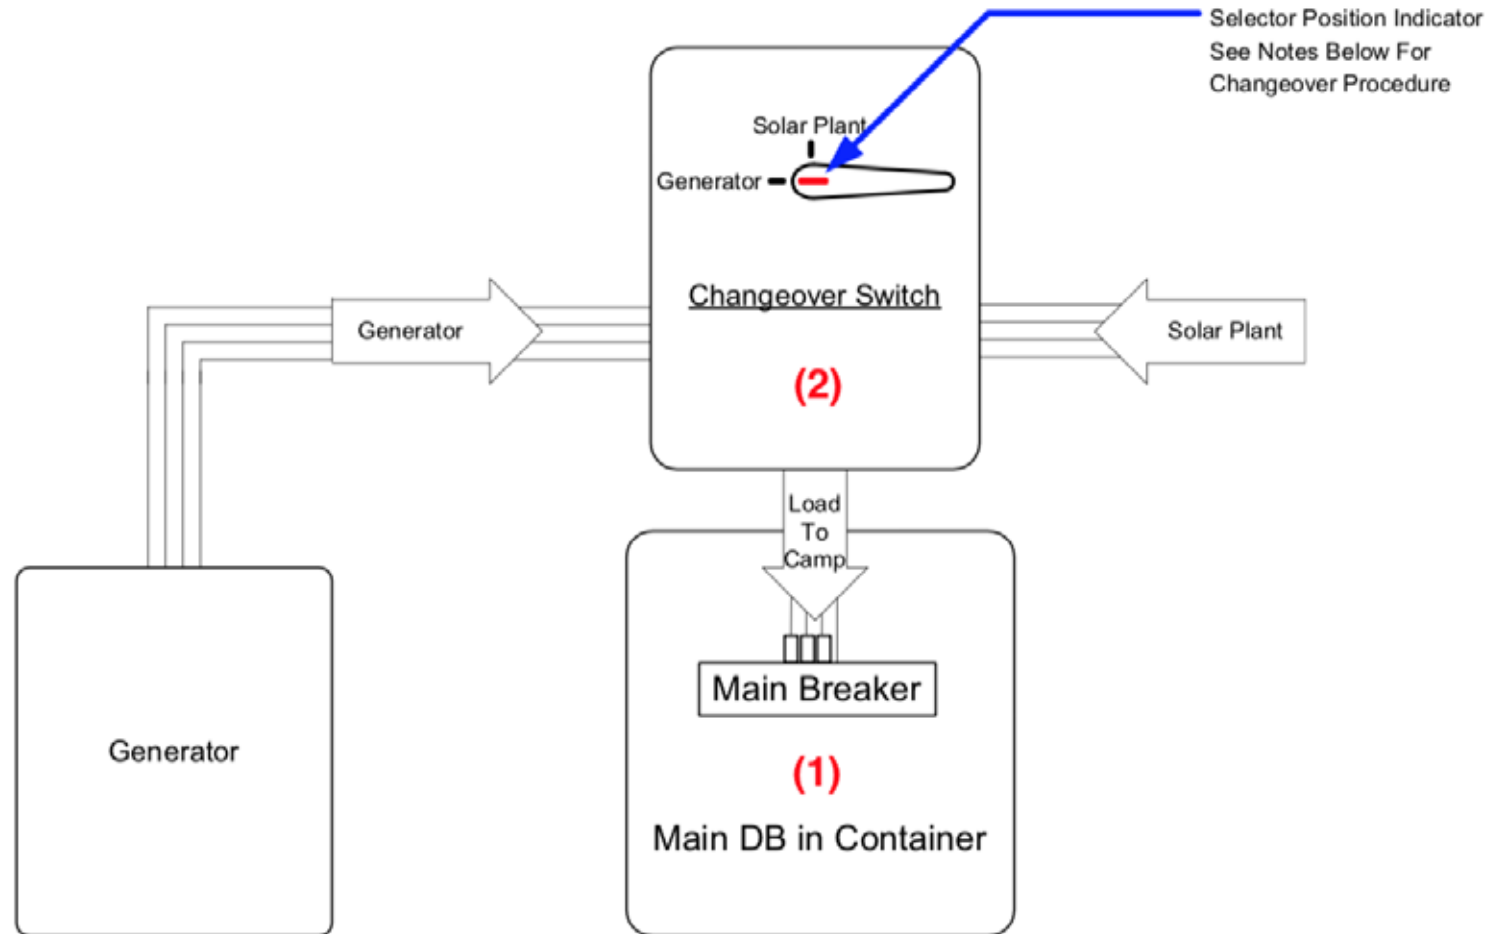 Selector Position Indicator
See Notes Below For
Changeover Procedure
Solar Plant
Generator
Changeover Switch
Generator
Solar Plant
(2)
Load
To
Camp
Main Breaker
Generator
(1)
Main DB in Container